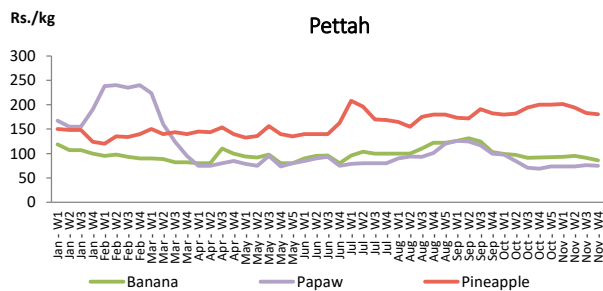 Rs./kg
Pettah
300
250
200
150
100
50
0
Jan - W1
Jan - W2
Jan - W3
Jan - W4
Feb - W1
Feb - W2
Feb - W3
Feb - W4
Mar - W1
Mar - W2
Mar - W3
Mar - W4
Apr - W1
Apr - W2
Apr - W3
Apr - W4
May - W1
May - W2
May - W3
May - W4
May - W5
Jun - W1
Jun - W2
Jun - W3
Jun - W4
Jul - W1
Jul - W2
Jul - W3
Jul - W4
Aug - W1
Aug - W2
Aug - W3
Aug - W4
Aug - W5
Sep - W1
Sep - W2
Sep - W3
Sep - W4
Oct - W1
Oct - W2
Oct - W3
Oct - W4
Oct - W5
Nov - W1
Nov - W2
Nov - W3
Nov - W4
Banana
Papaw
Pineapple